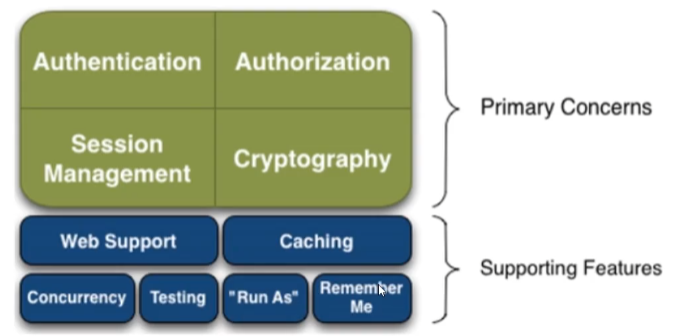 Authentication
Authorization
Session
Management
Cryptography
Primary Concerns
Web Support
Caching
Concurrency
Testing
"Run As"
Remember
Me
Supporting Features